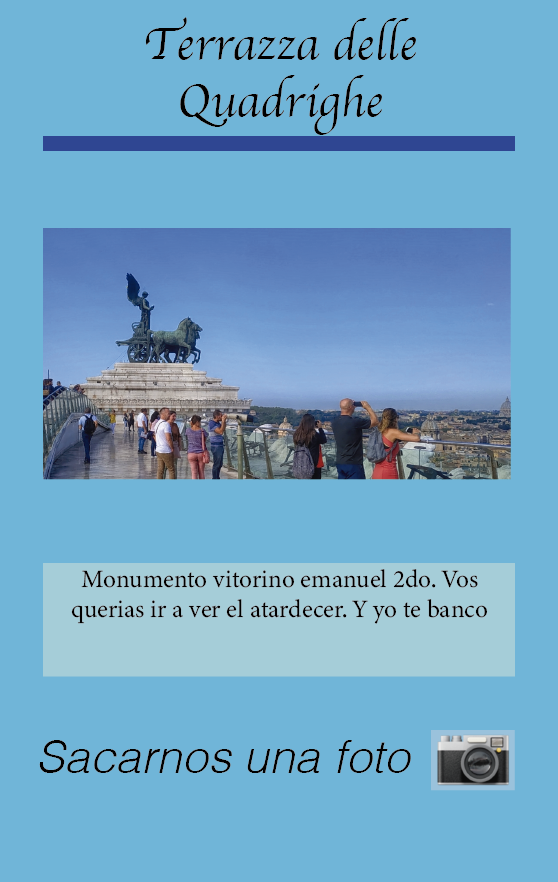 Terrazza delle
Quadrighe
Monumento vitorino emanuel 2do. Vos
querias ir a ver el atardecer. Y yo te banco
Sacarnos una foto